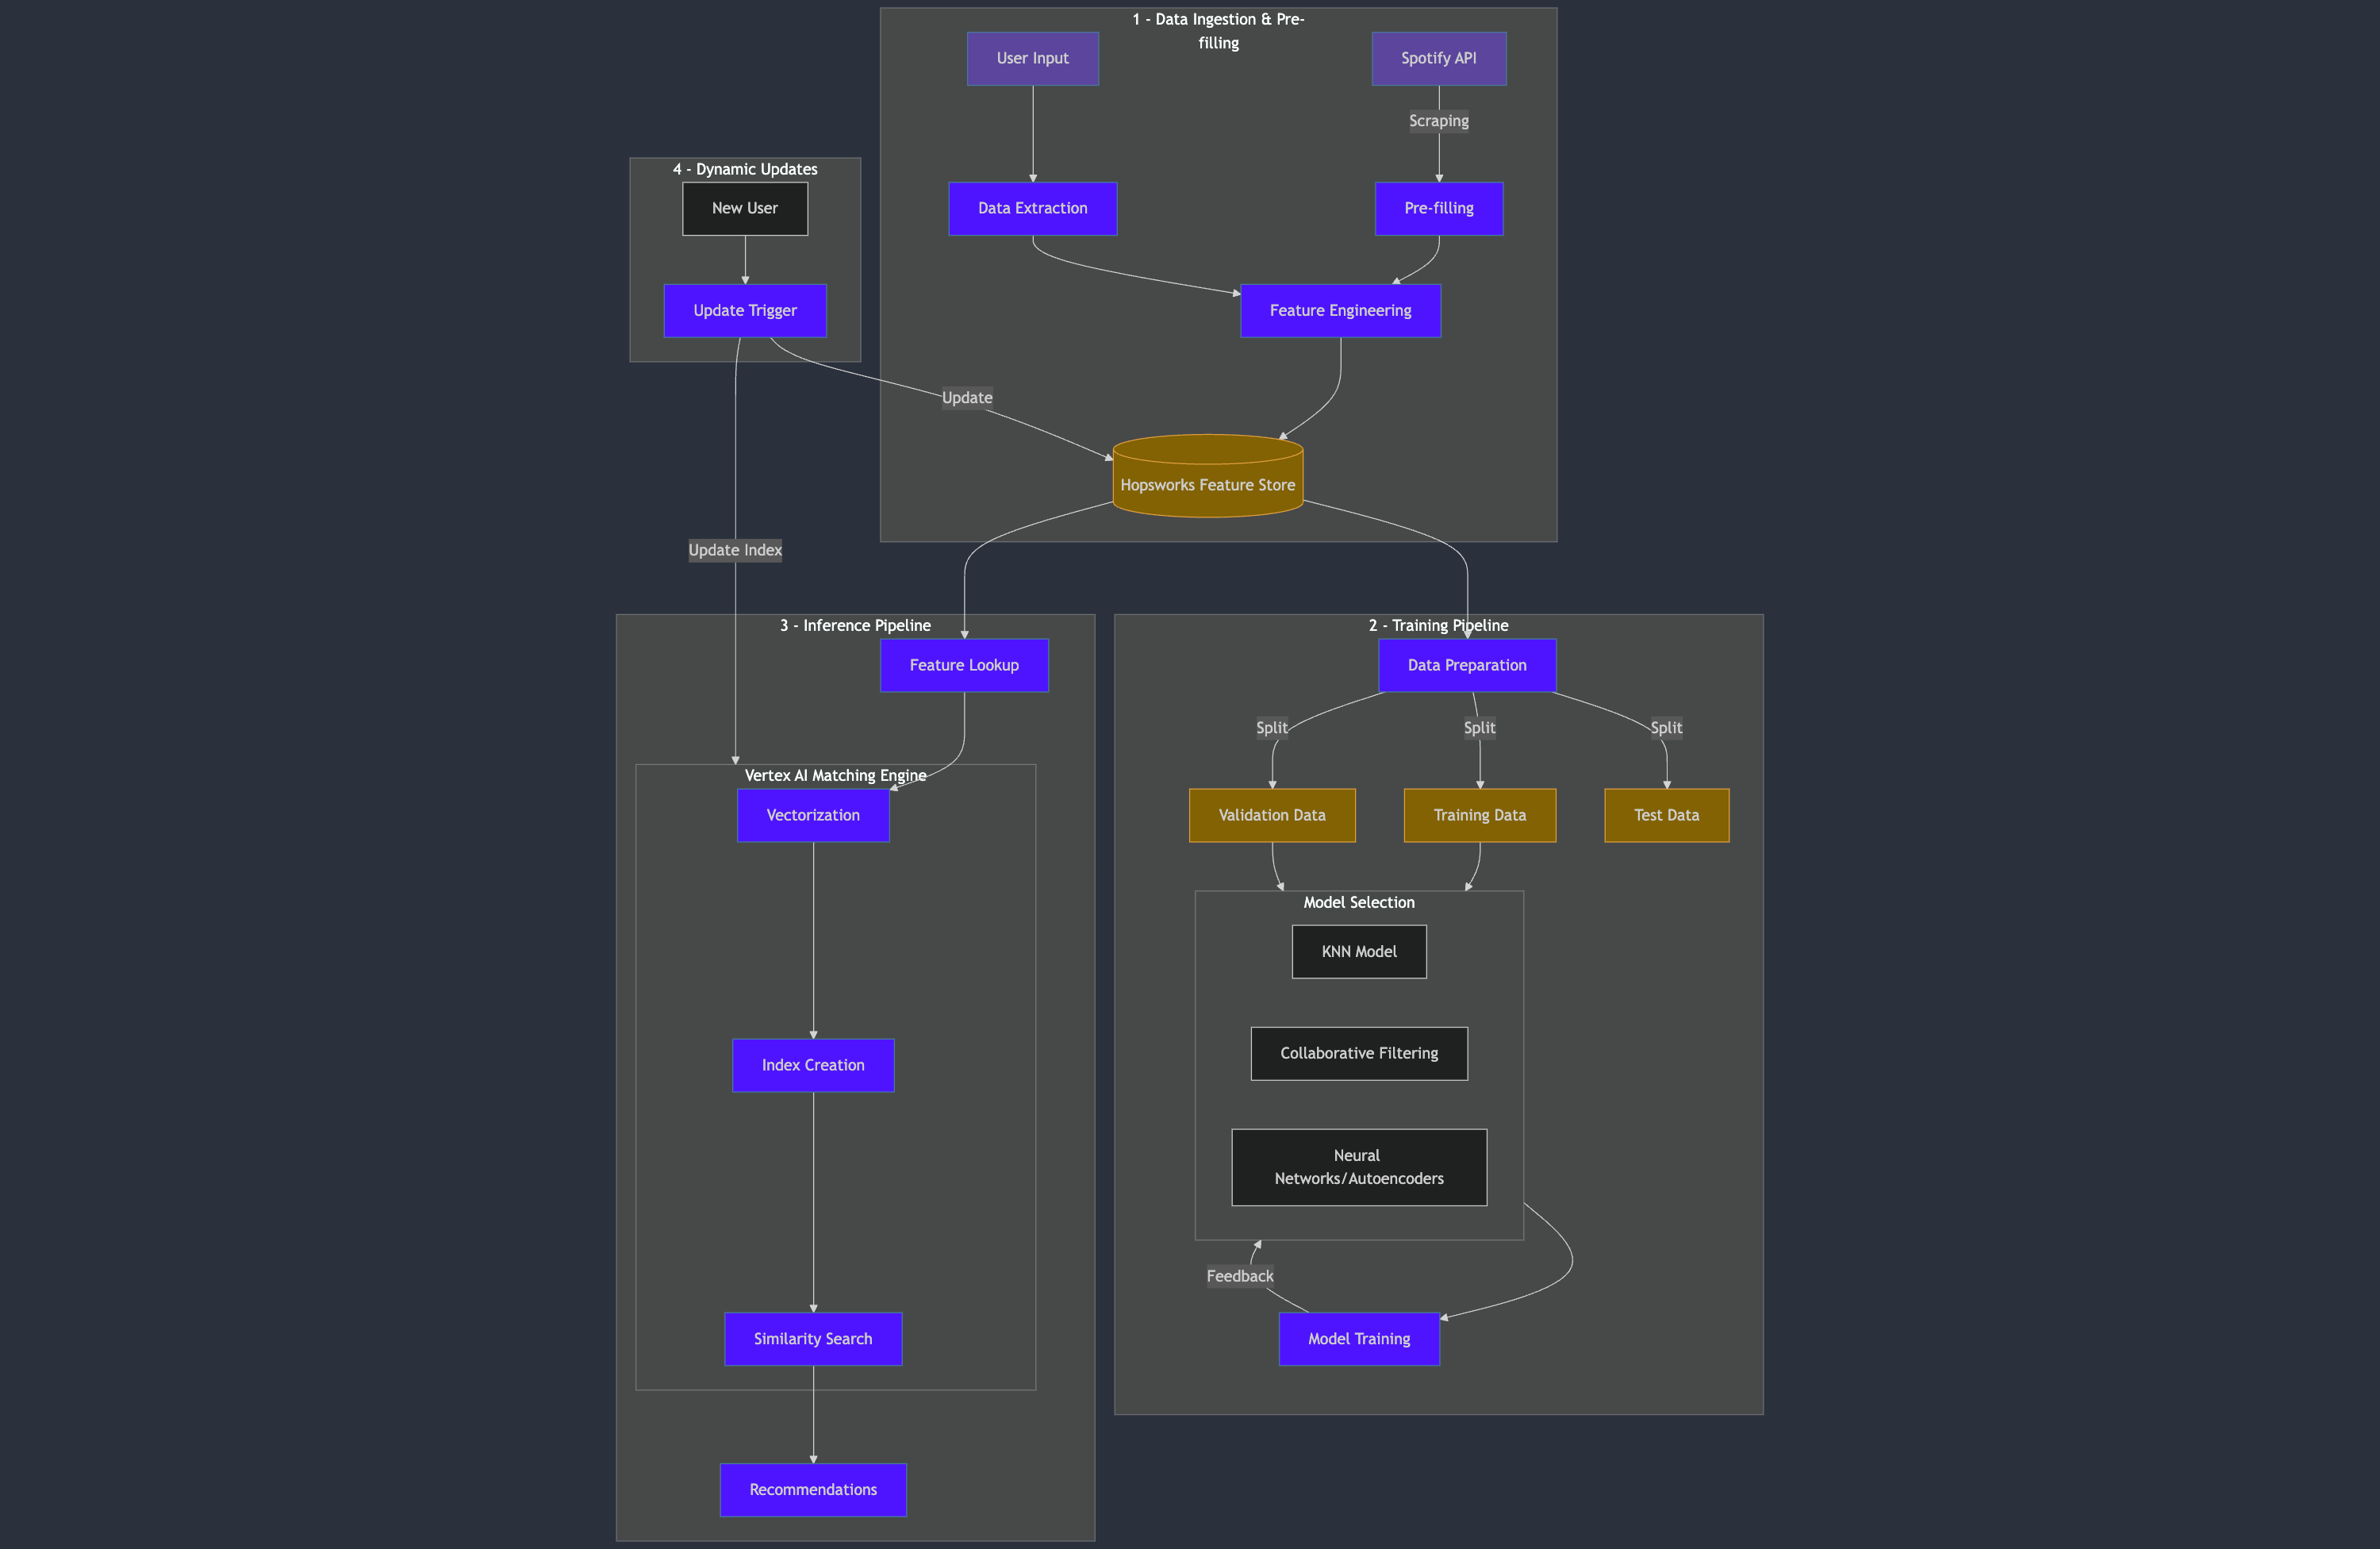 1 - Data Ingestion & Pre-
filling
User Input
Spotify API
Scraping
4 - Dynamic Updates
New User
Data Extraction
Pre-filling
Update Trigger
Feature Engineering
Update
Hopsworks Feature Store
Update Index
3 - Inference Pipeline
Feature Lookup
2 - Training Pipeline
Data Preparation
Split
Split
Split
Vertex AI Matching Engine
Vectorization
Validation Data
Training Data
Test Data
Model Selection
KNN Model
Index Creation
Collaborative Filtering
Neural
Networks/Autoencoders
Feedback
Similarity Search
Model Training
Recommendations